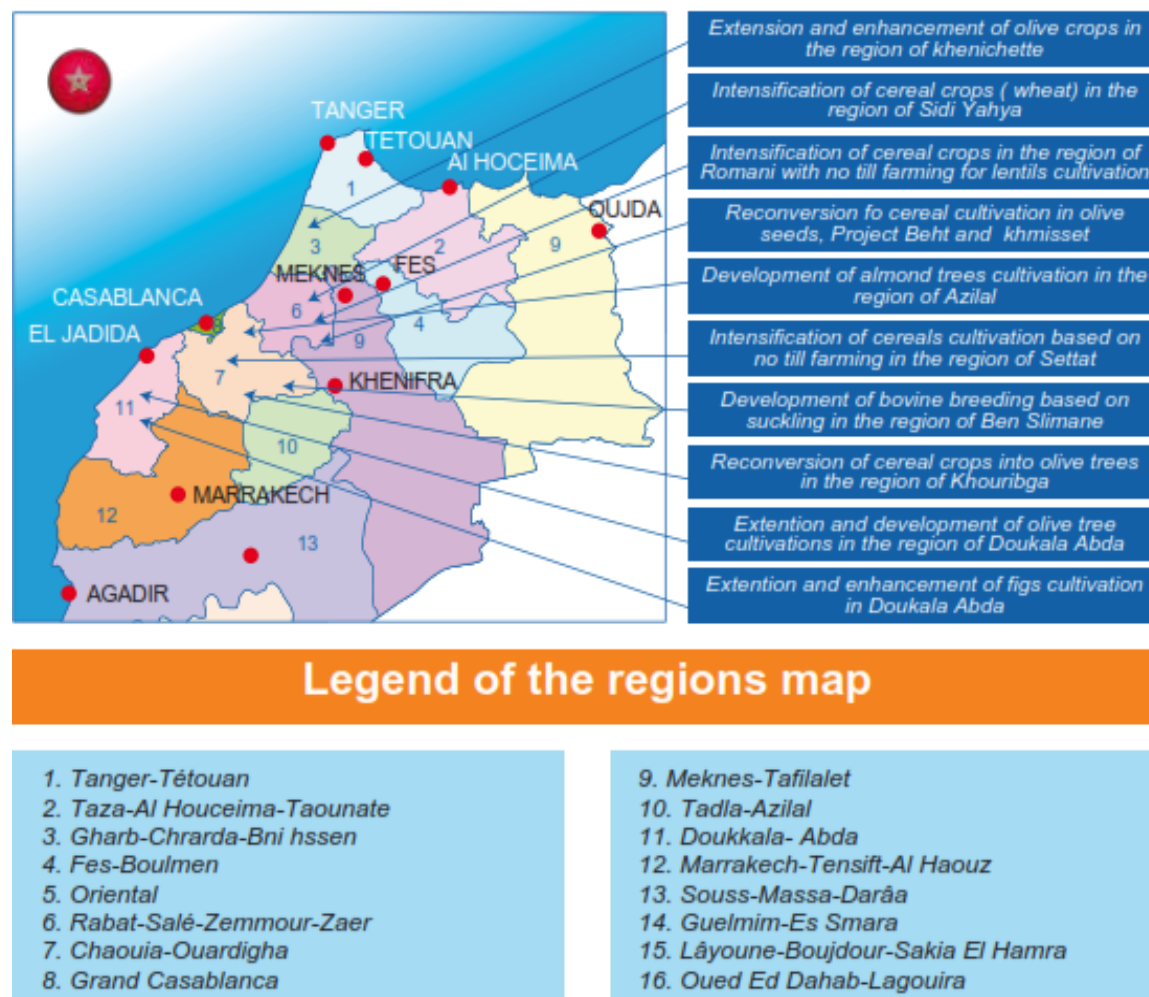 Extension and enhancement of olive crops in
the region of khenichette
Intensification of cereal crops ( wheat) in the
region of Sidi Yahya
Intensification of cereal crops in the region of
Romani with no till farming for lentils cultivation
Reconversion fo cereal cultivation in olive
seeds, Project Beht and khmisset
Development of almond trees cultivation in the
region of Azilal
Intensification of cereals cultivation based on
no till farming in the region of Settat
Development of bovine breeding based on
suckling in the region of Ben Slimane
Reconversion of cereal crops into olive trees
in the region of Khouribga
Extention and development of olive tree
cultivations in the region of Doukala Abda
Extention and enhancement of figs cultivation
in Doukala Abda
TANGER
TETOUAN
Al HOCEIMA
1
OUJDA
3
2
9
MEKNES
FES
CASABLANCA
6
8
4
EL JADIDA
9
7
KHENIFRA
11
10
MARRAKECH
12
13
AGADIR
Legend of the regions map
1. Tanger-Tétouan
2. Taza-Al Houceima-Taounate
3. Gharb-Chrarda-Bni hssen
4. Fes-Boulmen
5. Oriental
6. Rabat-Salé-Zemmour-Zaer
7. Chaouia-Ouardigha
8. Grand Casablanca
9. Meknes-Tafilalet
10. Tadla-Azilal
11. Doukkala- Abda
12. Marrakech-Tensift-Al Haouz
13. Souss-Massa-Darâa
14. Guelmim-Es Smara
15. Lâyoune-Boujdour-Sakia El Hamra
16. Oued Ed Dahab-Lagouira